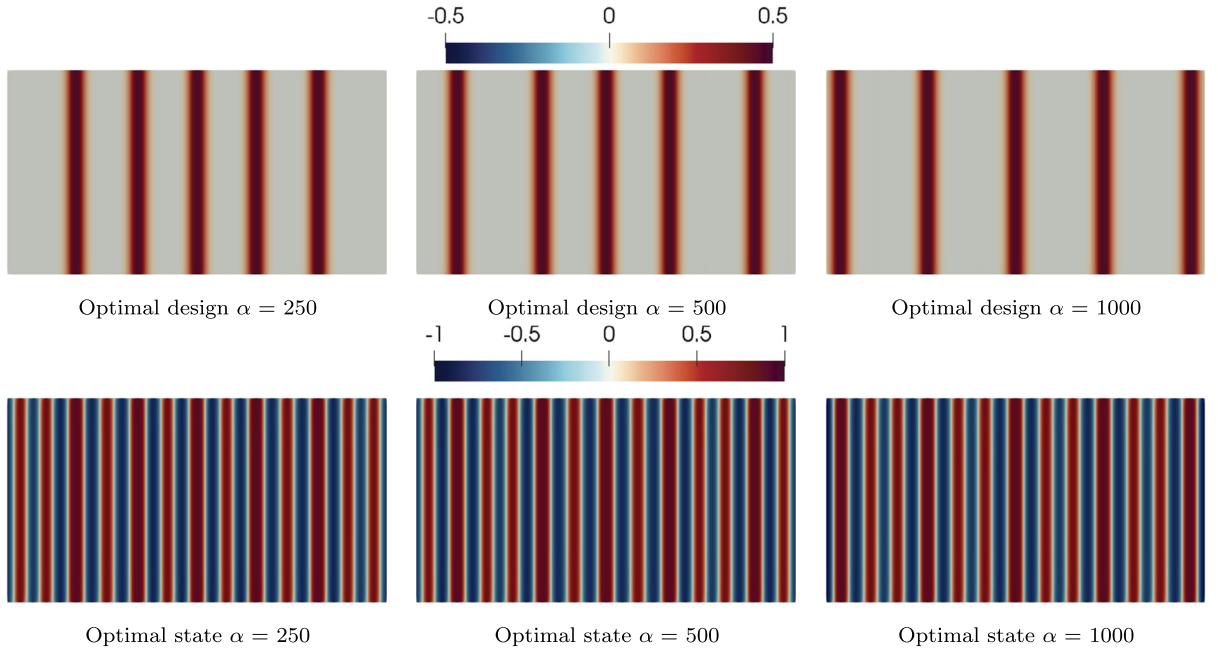 -0.5 0 0.5
Optimal design α = 250 Optimal design α = 500 Optimal design α = 1000
-1 -0.5 0 0.5 1
Optimal state α = 250 Optimal state α = 500 Optimal state α = 1000